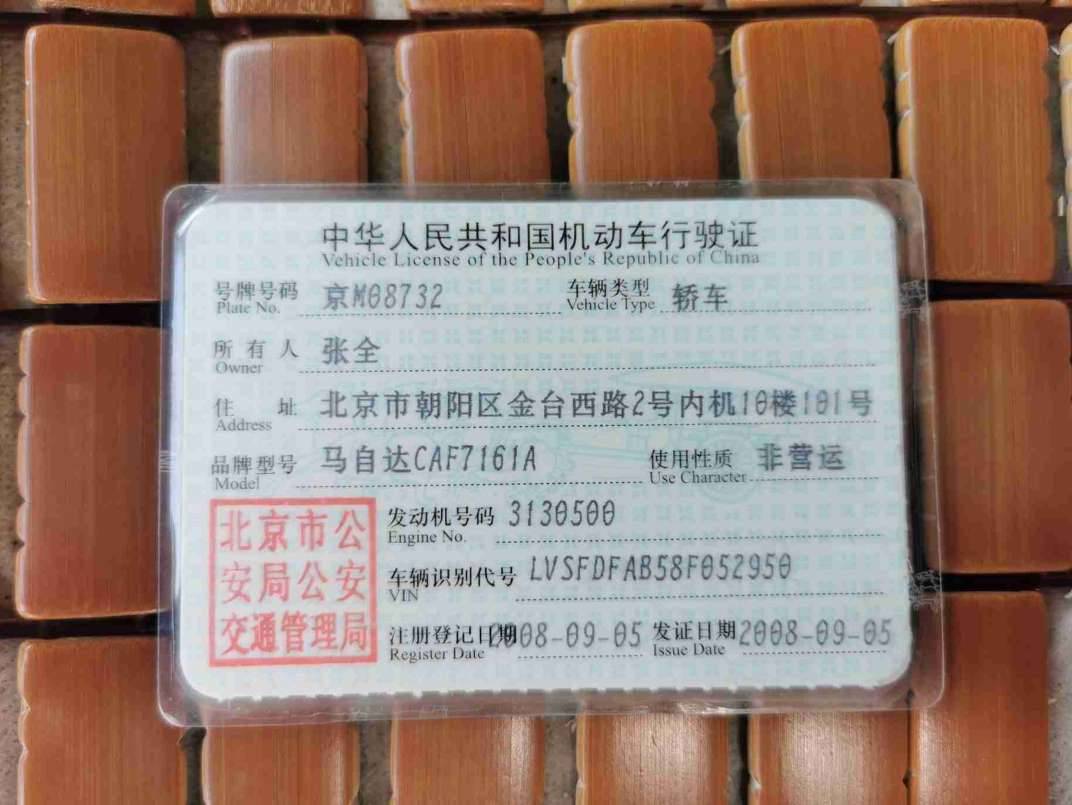 中华人民共和国机动车行驶证
Vehicle License of the People's Republic of China
号牌号码 京M08732 车辆类型 轿车
Plate No. Vehicle Type
所有人 张全
Owner
住址 北京市朝阳区金台西路2号内机10楼101号
Address
品牌型号 马自达CAF7161A 使用性质 非营运
Model Use Character
北京市公
安局公安
交通管理局
发动机号码 3130500
Engine No.
车辆识别代号 LVSFDFAB58F052950
VIN
注册登记日期 2008-09-05 发证日期 2008-09-05
Register Date Issue Date